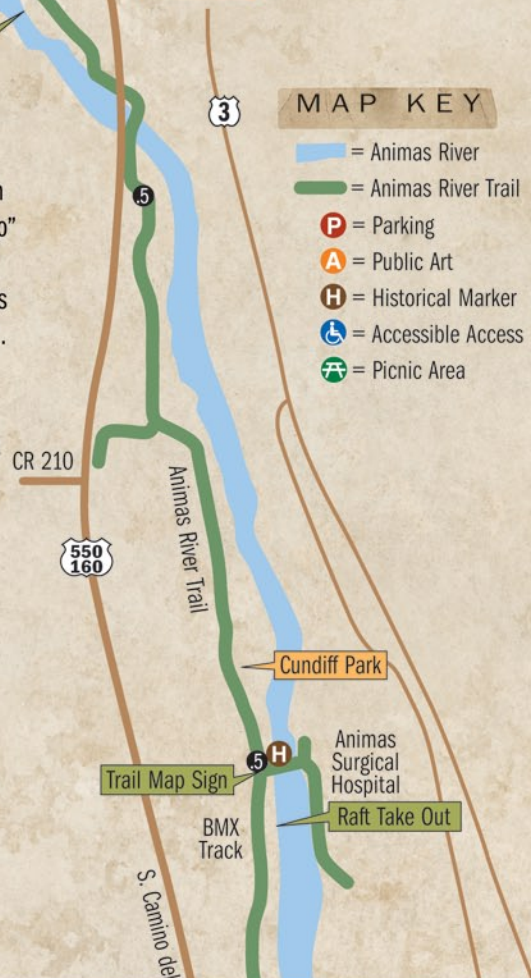 3
MAP KEY
= Animas River
= Animas River Trail
P = Parking
A = Public Art
H = Historical Marker
= Accessible Access
= Picnic Area
.5
CR 210
550
160
Animas River Trail
Cundiff Park
.5
H
Trail Map Sign
Animas
Surgical
Hospital
Raft Take Out
BMX
Track
S. Camino del